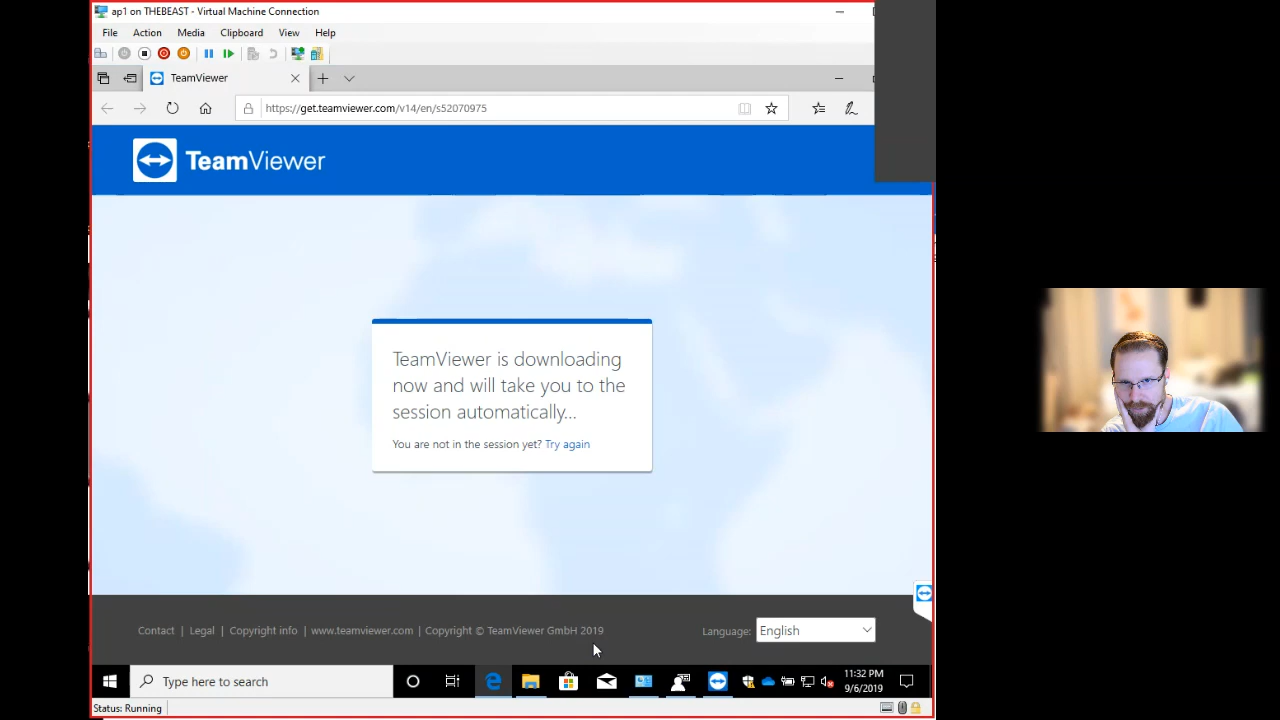 ap1 on THEBEAST - Virtual Machine Connection
File Action Media Clipboard View Help
TeamViewer
https://get.teamviewer.com/v14/en/s52070975
TeamViewer
TeamViewer is downloading
now and will take you to the
session automatically...
You are not in the session yet? Try again
Contact | Legal | Copyright info | www.teamviewer.com | Copyright © TeamViewer GmbH 2019
Language: English
Type here to search
11:32 PM
9/6/2019
Status: Running